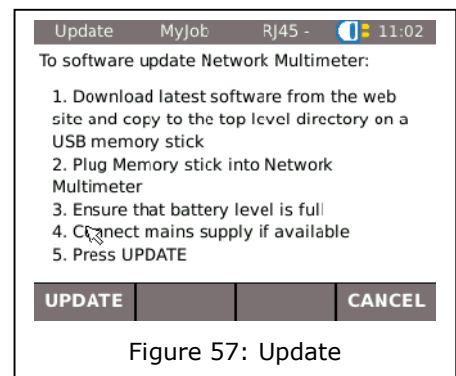 Update MyJob RJ45 - 11:02
To software update Network Multimeter:
1. Download latest software from the web
site and copy to the top level directory on a
USB memory stick
2. Plug Memory stick into Network
Multimeter
3. Ensure that battery level is full
4. Connect mains supply if available
5. Press UPDATE
UPDATE CANCEL
Figure 57: Update